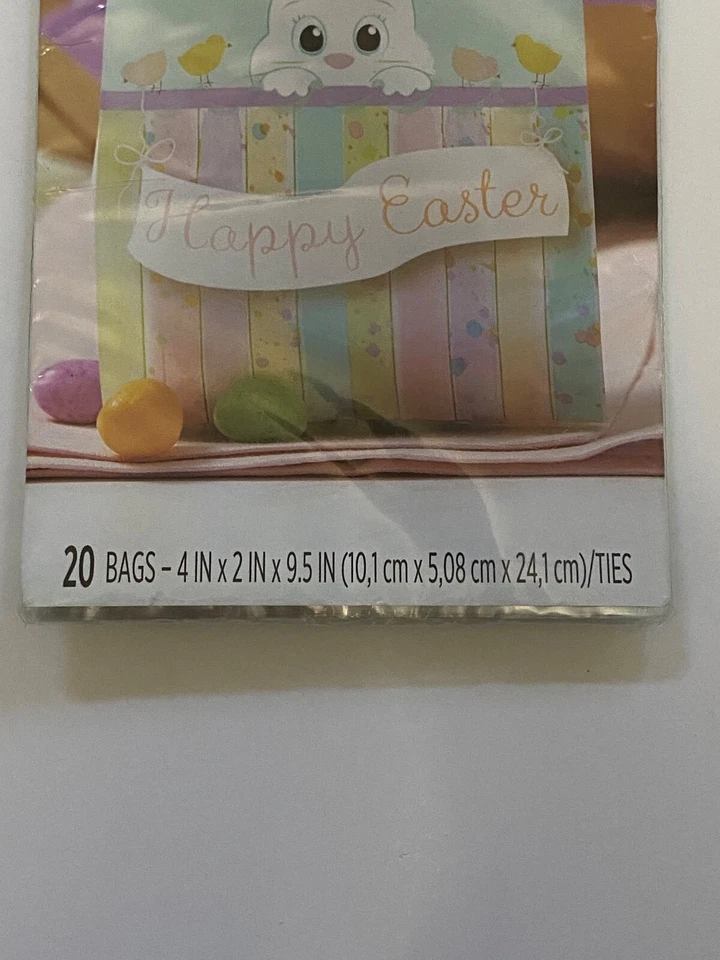 Happy Easter
20 BAGS – 4 IN x 2 IN x 9.5 IN (10,1 cm x 5,08 cm x 24,1 cm)/TIES